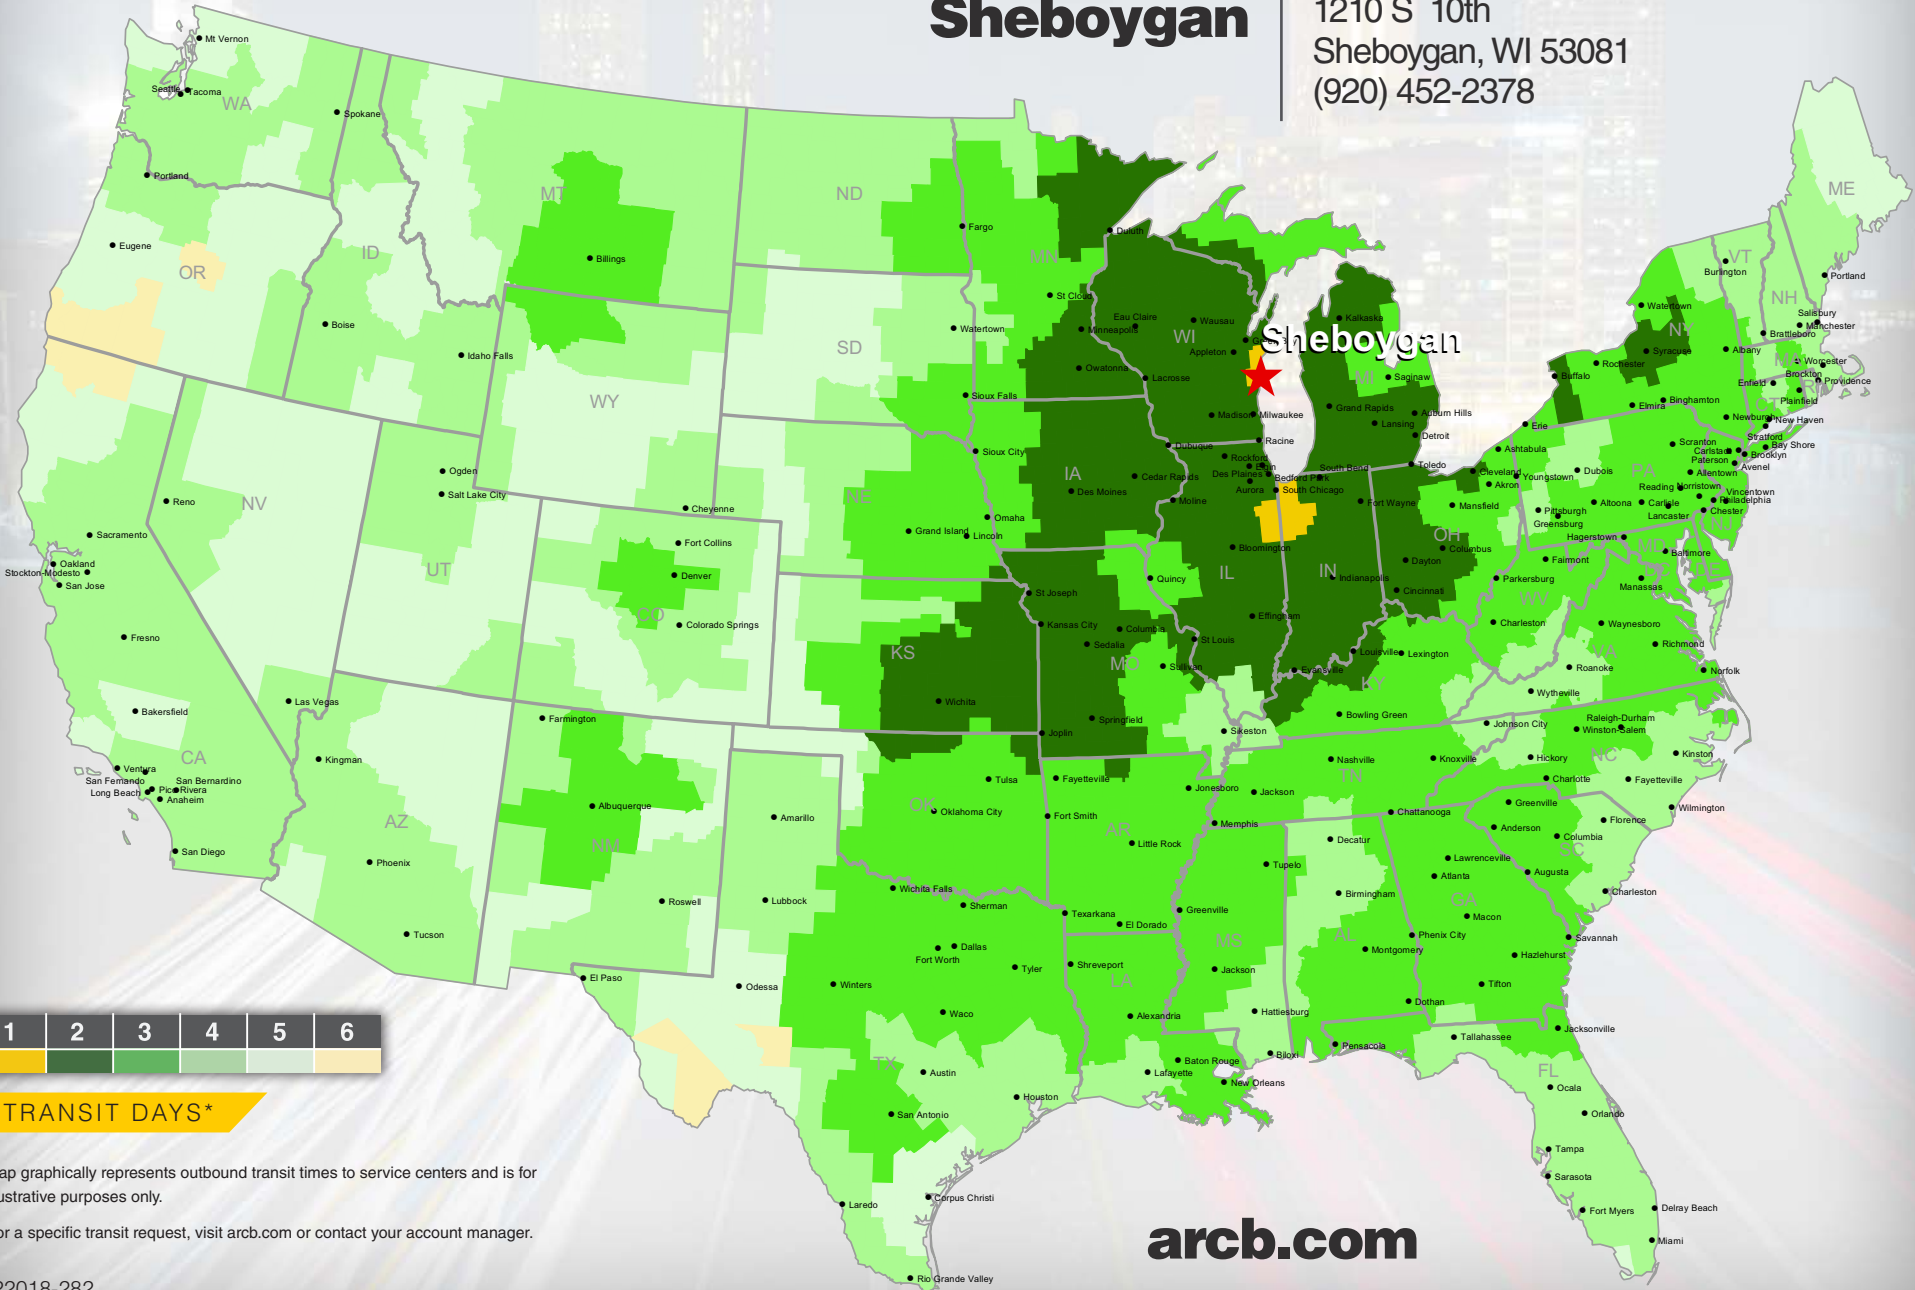 Sheboygan
1210 S 10th
Sheboygan, WI 53081
(920) 452-2378
Mt Vernon
Seattle
Tacoma
WA
Spokane
Portland
Eugene
OR
ID
Boise
Idaho Falls
MT
Billings
ND
Fargo
MN
Duluth
St Cloud
Minneapolis
Owatonna
Watertown
SD
Sioux Falls
WY
Cheyenne
Eau Claire
Wausau
WI
Appleton
Lacrosse
Madison
Milwaukee
Racine
Sheboygan
Kalkaska
MI
Saginaw
Grand Rapids
Lansing
Auburn Hills
Detroit
ME
VT
Burlington
Portland
NH
Salisbury
Manchester
Brattleboro
Watertown
NY
Syracuse
Rochester
Buffalo
Albany
Worcester
Brockton
Providence
Enfield
Plainfield
CT
New Haven
Stratford
Bay Shore
Brooklyn
Avenel
Elmira
Binghamton
Newburgh
Erie
Ashtabula
Scranton
Carlstadt
Paterson
Allentown
PA
Dubois
Reading
Norristown
Vincentown
Philadelphia
Chester
NJ
Altoona
Carlisle
Lancaster
Pittsburgh
Greensburg
Hagerstown
MD
Baltimore
DE
Manassas
Youngstown
Cleveland
Akron
Toledo
Mansfield
OH
Columbus
Dayton
Cincinnati
Fort Wayne
South Bend
IN
Indianapolis
Evansville
Dubuque
Rockford
Elgin
Des Plaines
Bedford Park
Aurora
South Chicago
Moline
Bloomington
IL
Quincy
Effingham
St Louis
IA
Cedar Rapids
Des Moines
Sioux City
NE
Omaha
Grand Island
Lincoln
Reno
NV
Ogden
Salt Lake City
UT
Fort Collins
Denver
CO
Colorado Springs
Sacramento
Oakland
Stockton-Modesto
San Jose
Fresno
Bakersfield
CA
Las Vegas
Ventura
San Fernando
San Bernardino
Pico Rivera
Long Beach
Anaheim
San Diego
Kingman
AZ
Phoenix
Tucson
Farmington
Albuquerque
NM
Roswell
KS
Wichita
St Joseph
Kansas City
Columbia
Sedalia
MO
Sullivan
Springfield
Joplin
Sikeston
Louisville
Lexington
KY
Bowling Green
Fairmont
Parkersburg
WV
Charleston
Waynesboro
Richmond
VA
Roanoke
Norfolk
Wytheville
Johnson City
Raleigh-Durham
Winston-Salem
NC
Hickory
Kinston
Charlotte
Fayetteville
Wilmington
Nashville
TN
Knoxville
Jackson
Memphis
Chattanooga
Tulsa
OK
Oklahoma City
Fayetteville
Fort Smith
AR
Jonesboro
Little Rock
Texarkana
El Dorado
Greenville
Anderson
Columbia
SC
Florence
Charleston
Lawrenceville
Atlanta
Augusta
GA
Macon
Phenix City
Savannah
Hazlehurst
Tifton
Decatur
Birmingham
AL
Montgomery
Dothan
Tupelo
Greenville
MS
Jackson
Hattiesburg
Biloxi
Shreveport
LA
Alexandria
Baton Rouge
Lafayette
New Orleans
Amarillo
Lubbock
Wichita Falls
Sherman
Dallas
Fort Worth
Tyler
El Paso
Odessa
Winters
Waco
TX
Austin
San Antonio
Houston
Laredo
Corpus Christi
Rio Grande Valley
Pensacola
Tallahassee
Jacksonville
FL
Ocala
Orlando
Tampa
Sarasota
Fort Myers
Delray Beach
Miami
1 2 3 4 5 6
TRANSIT DAYS*
ap graphically represents outbound transit times to service centers and is for
ustrative purposes only.
or a specific transit request, visit arcb.com or contact your account manager.
arcb.com
22018-282